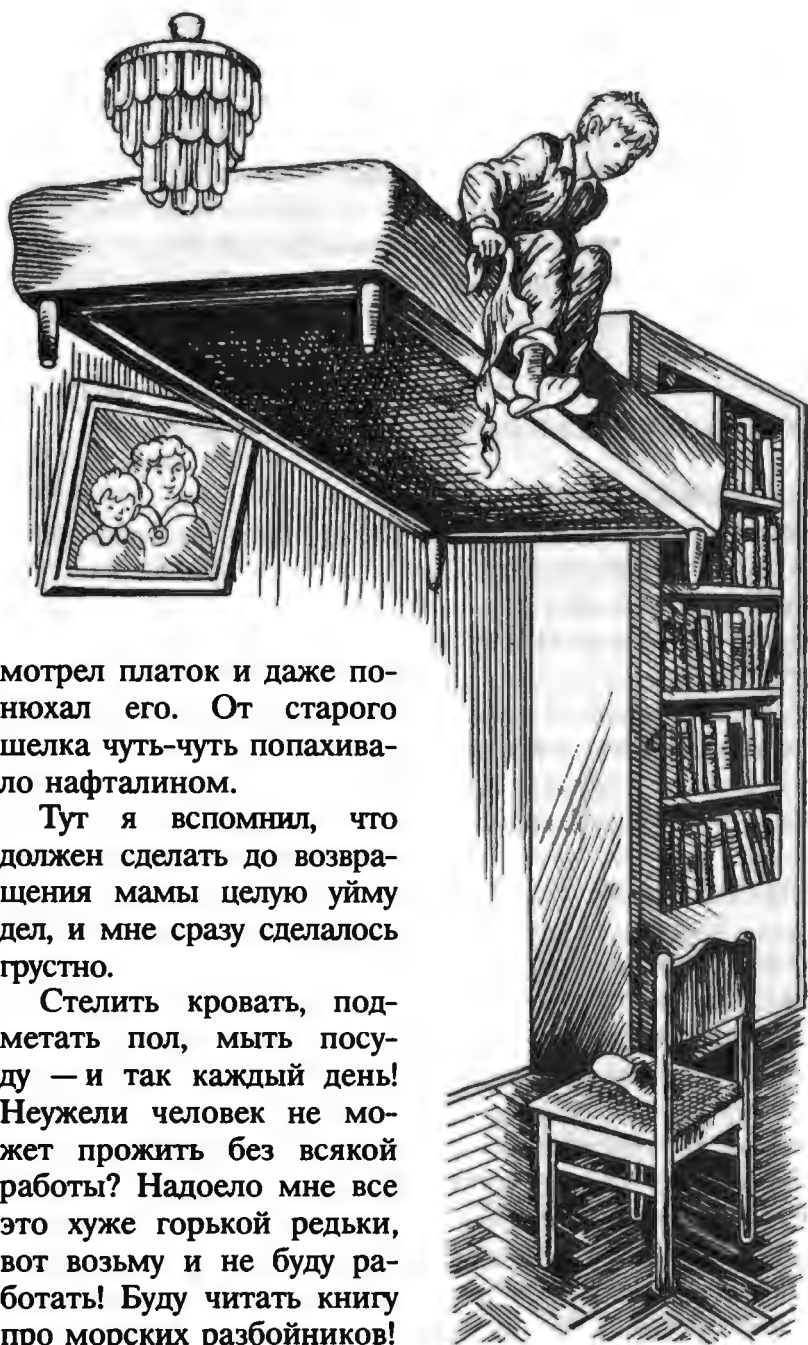 мотрел платок и даже по-
нюхал его. От старого
шелка чуть-чуть попахива-
ло нафталином.
Тут я вспомнил, что
должен сделать до возвра-
щения мамы целую уйму
дел, и мне сразу сделалось
грустно.
Стелить кровать, под-
метать пол, мыть посу-
ду — и так каждый день!
Неужели человек не мо-
жет прожить без всякой
работы? Надоело мне все
это хуже горькой редьки,
вот возьму и не буду ра-
ботать! Буду читать книгу
про морских разбойников!